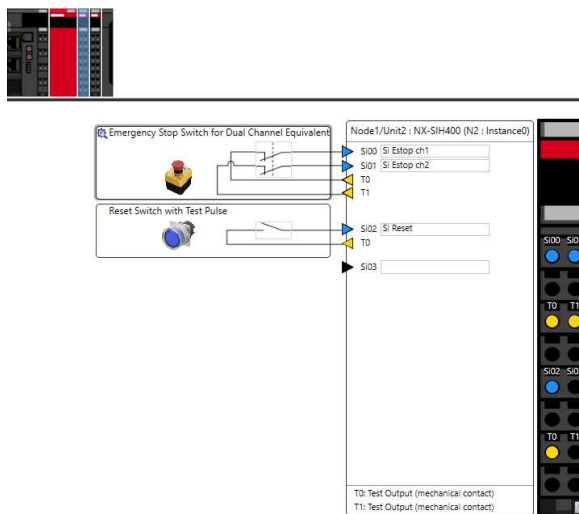 Emergency Stop Switch for Dual Channel Equivalent
Node1/Unit2 : NX-SIH400 (N2 : Instance0)
Si00 Si Estop ch1
Si01 Si Estop ch2
T0
T1
Reset Switch with Test Pulse
Si02 Si Reset
T0
Si03
T0: Test Output (mechanical contact)
T1: Test Output (mechanical contact)
Si00 Si0
T0 T1
Si02 Si0
T0 T1